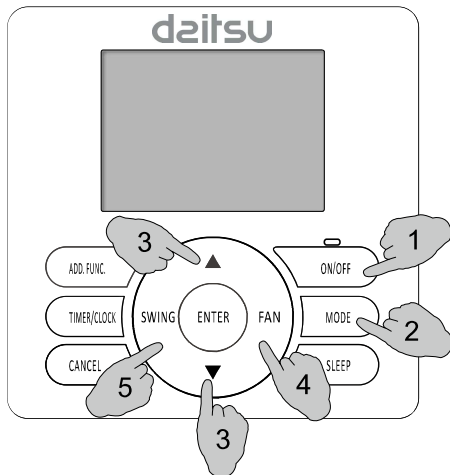 daitsu
3
1
▲
ADD. FUNC.
ON/OFF
TIMER/CLOCK
SWING
ENTER
FAN
MODE
2
CANCEL
5
▼
4
SLEEP
3